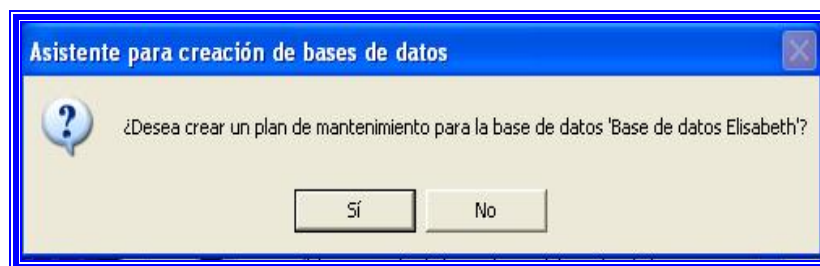 Asistente para creación de bases de datos
¿Desea crear un plan de mantenimiento para la base de datos 'Base de datos Elisabeth'?
Sí
No